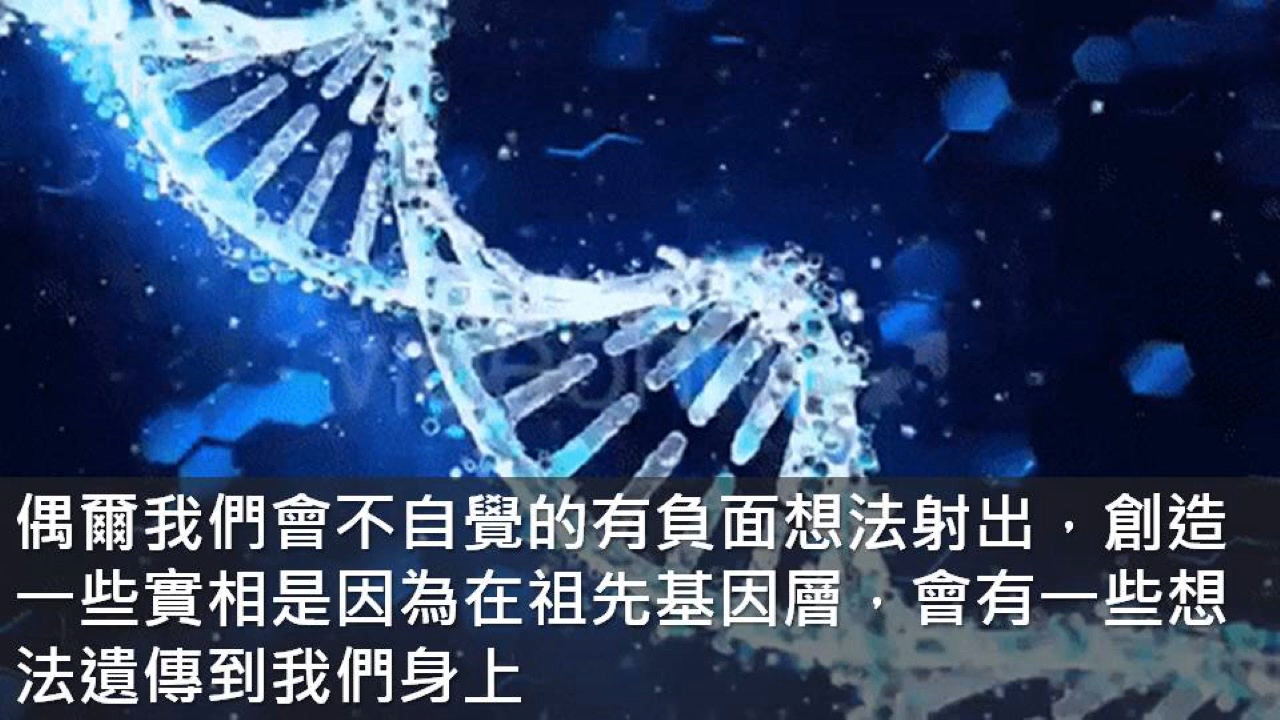 偶爾我們會不自覺的有負面想法射出，創造
一些實相是因為在祖先基因層，會有一些想
法遺傳到我們身上